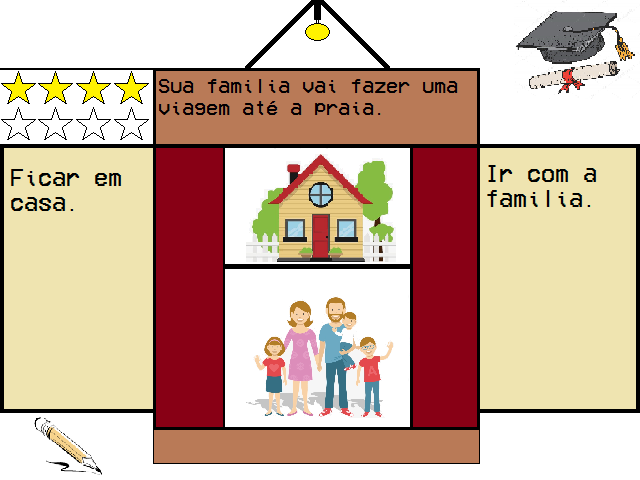 Sua familia vai fazer uma
viagem até a praia.
Ficar em
casa.
Ir com a
familia.